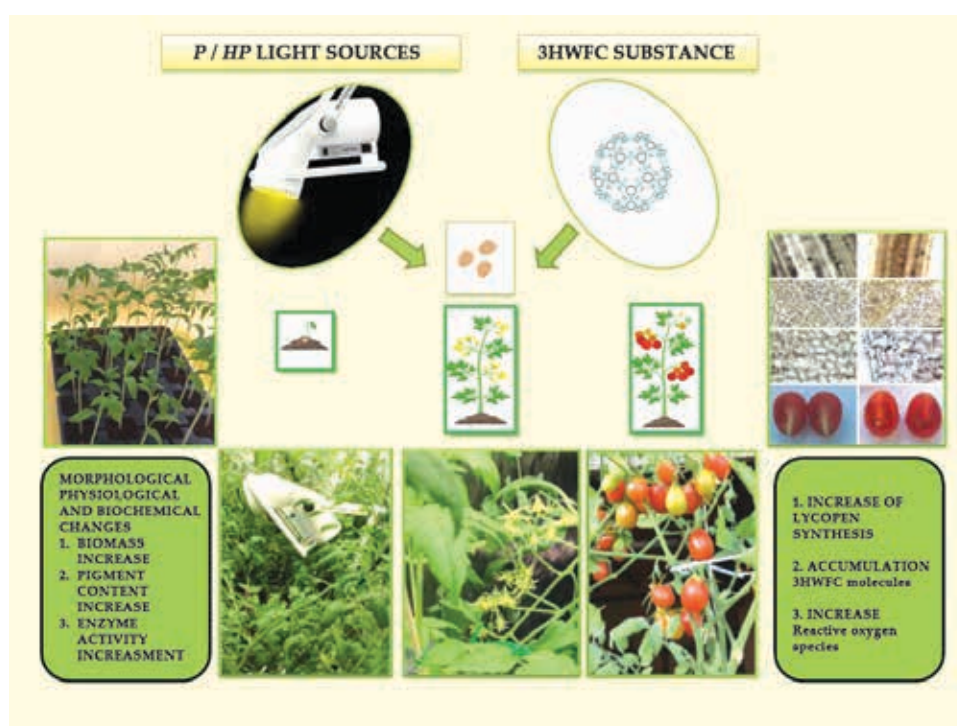 P / HP LIGHT SOURCES
3HWFC SUBSTANCE
MORPHOLOGICAL
PHYSIOLOGICAL
AND BIOCHEMICAL
CHANGES
1. BIOMASS
INCREASE
2. PIGMENT
CONTENT
INCREASE
3. ENZYME
ACTIVITY
INCREASMENT
1. INCREASE OF
LYCOPEN
SYNTHESIS
2. ACCUMULATION
3HWFC molecules
3. INCREASE
Reactive oxygen
species